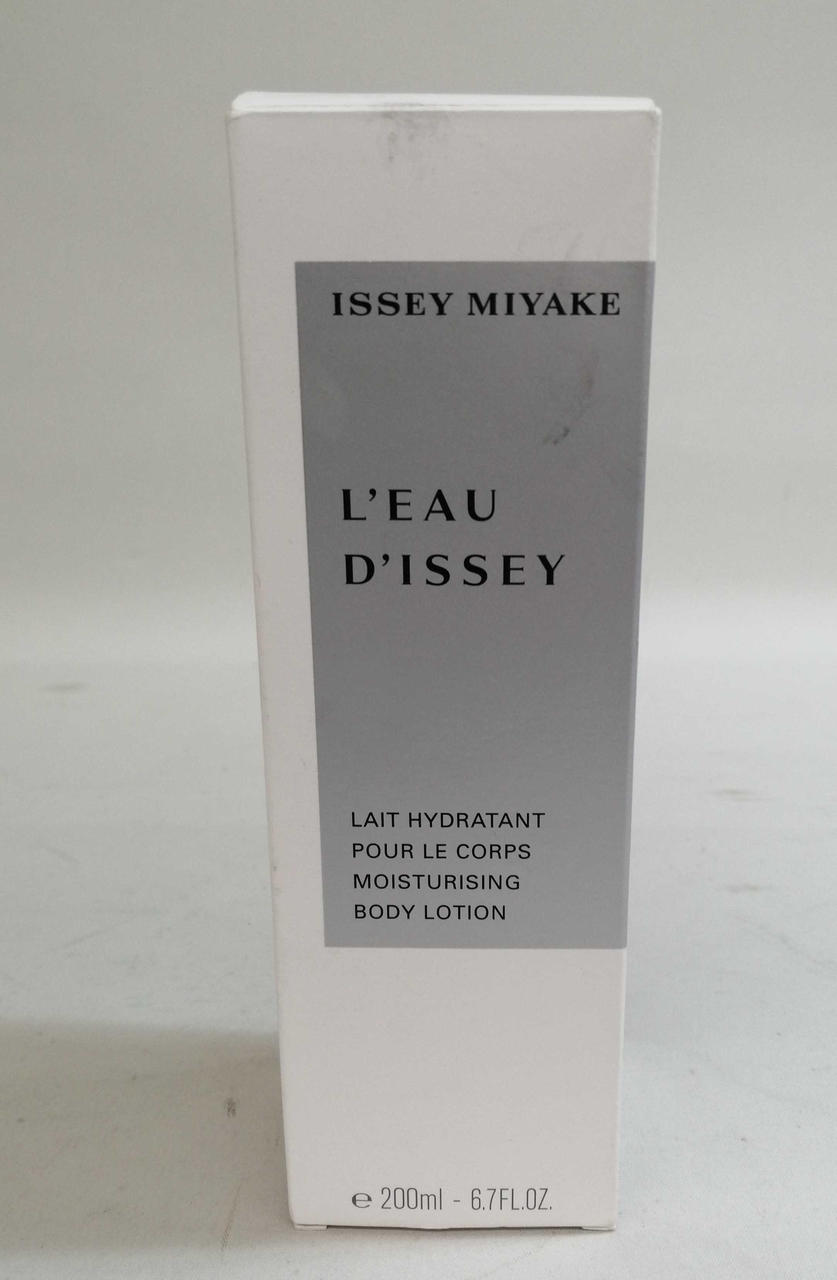 ISSEY MIYAKE
L'EAU
D'ISSEY
LAIT HYDRATANT
POUR LE CORPS
MOISTURISING
BODY LOTION
℮ 200ml - 6.7FL.OZ.